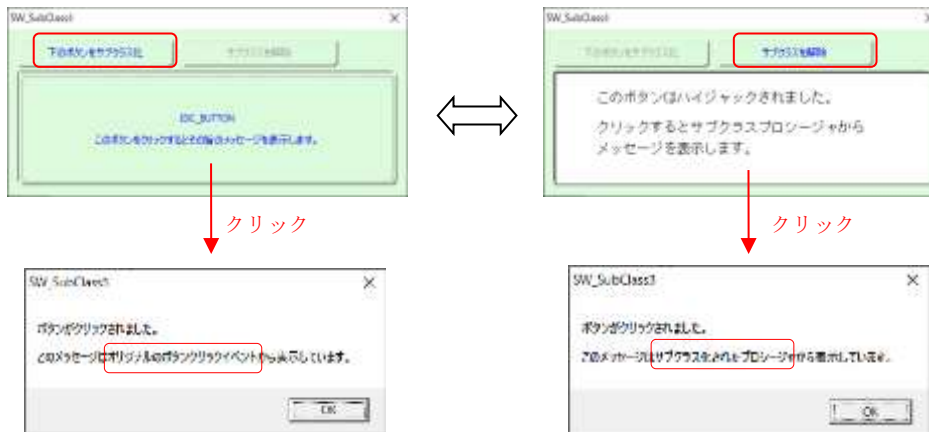 SW_SubClass3
下のボタンをサブクラス化
サブクラスを解除
IDC_BUTTON
このボタンをクリックするとその旨のメッセージを表示します。
SW_SubClass3
下のボタンをサブクラス化
サブクラスを解除
このボタンはハイジャックされました。
クリックするとサブクラスプロシージャから
メッセージを表示します。
クリック
クリック
SW_SubClass3
ボタンがクリックされました。
このメッセージはオリジナルのボタンクリックイベントから表示しています。
OK
SW_SubClass3
ボタンがクリックされました。
このメッセージはサブクラス化されたプロシージャから表示しています。
OK